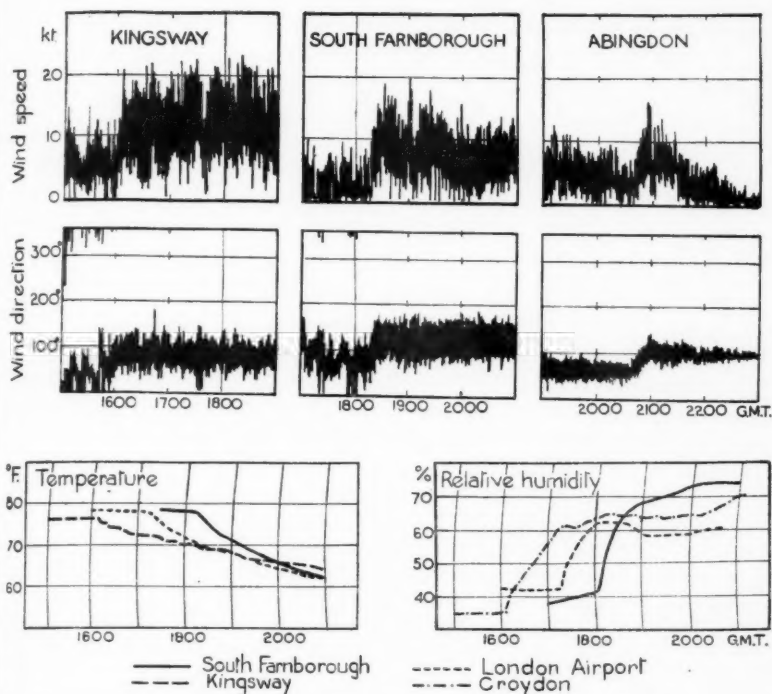 KINGSWAY
SOUTH FARNBOROUGH
ABINGDON
kt.
Wind speed
20
10
0
Wind direction
300°
200°
100°
1600 1700 1800
1800 1900 2000
2000 2100 2200 G.M.T.
°F. Temperature
80
70
60
1600 1800 2000
% Relative humidity
70
60
50
40
1600 1800 2000 G.M.T.
South Farnborough
Kingsway
London Airport
Croydon